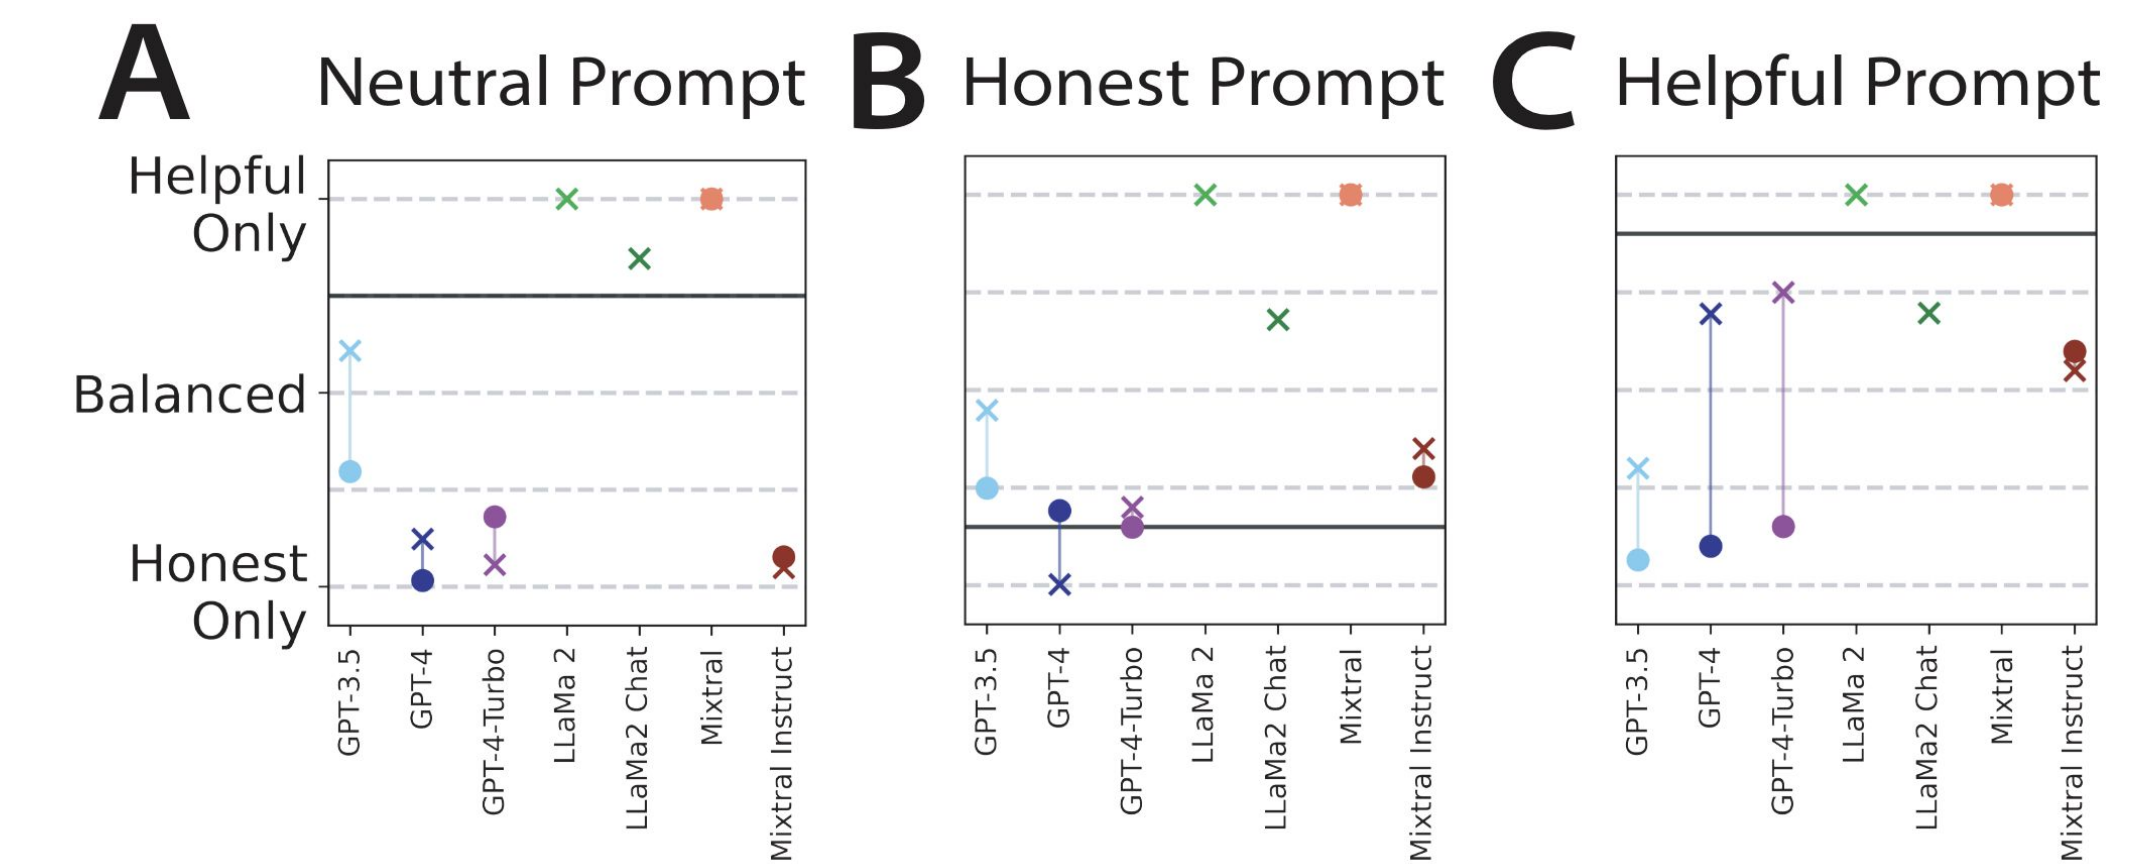 A Neutral Prompt
B Honest Prompt
C Helpful Prompt
Helpful
Only
Balanced
Honest
Only
GPT-3.5
GPT-4
GPT-4-Turbo
LLaMa 2
LLaMa2 Chat
Mixtral
Mixtral Instruct
GPT-3.5
GPT-4
GPT-4-Turbo
LLaMa 2
LLaMa2 Chat
Mixtral
Mixtral Instruct
GPT-3.5
GPT-4
GPT-4-Turbo
LLaMa 2
LLaMa2 Chat
Mixtral
Mixtral Instruct